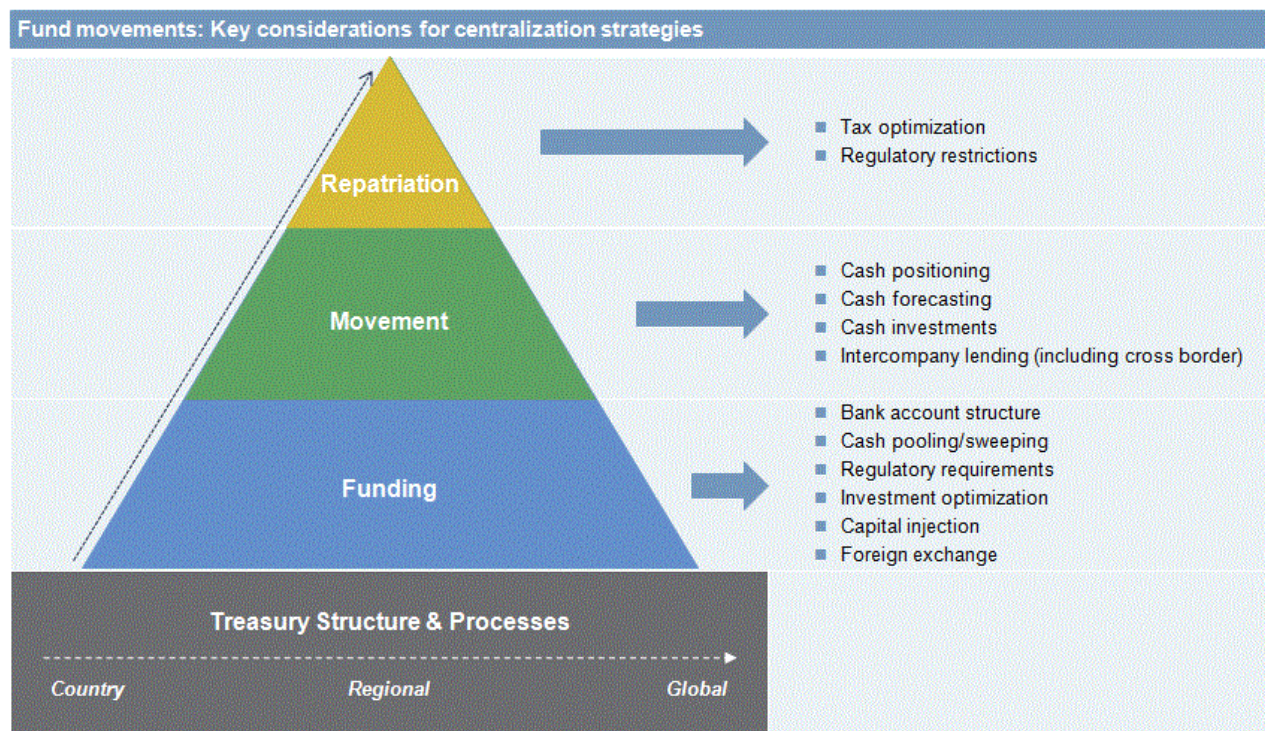 Fund movements: Key considerations for centralization strategies
Repatriation
Tax optimization
Regulatory restrictions
Movement
Cash positioning
Cash forecasting
Cash investments
Intercompany lending (including cross border)
Funding
Bank account structure
Cash pooling/sweeping
Regulatory requirements
Investment optimization
Capital injection
Foreign exchange
Treasury Structure & Processes
Country Regional Global